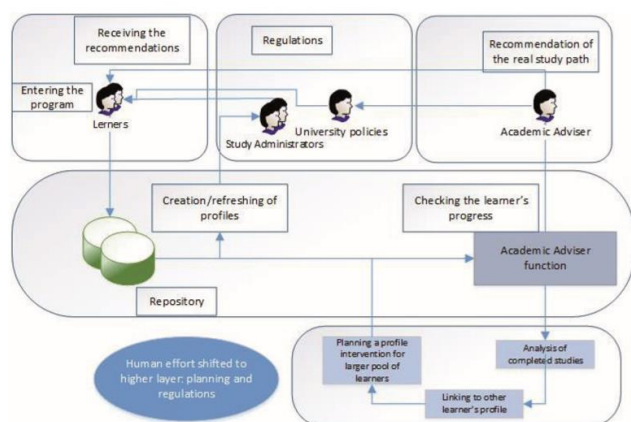 Receiving the
recommendations
Regulations
Recommendation of
the real study path
Entering the
program
Lerners
Study Administrators
University policies
Academic Adviser
Creation/refreshing of
profiles
Checking the learner's
progress
Academic Adviser
function
Repository
Human effort shifted to
higher layer: planning and
regulations
Planning a profile
intervention for
larger pool of
learners
Analysis of
completed studies
Linking to other
learner's profile